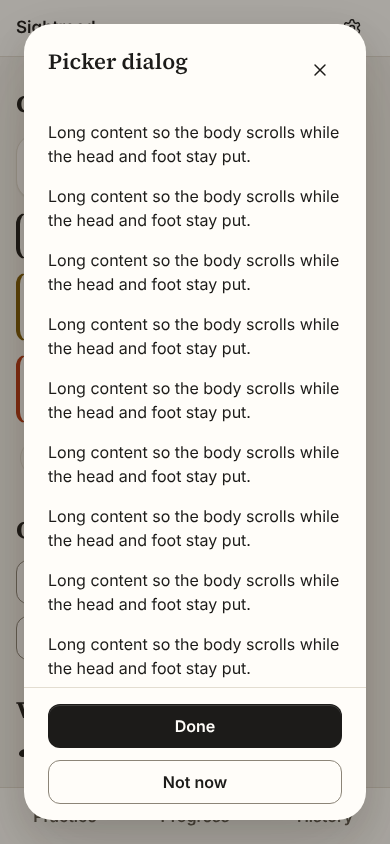 Picker dialog
Long content so the body scrolls while
the head and foot stay put.
Long content so the body scrolls while
the head and foot stay put.
Long content so the body scrolls while
the head and foot stay put.
Long content so the body scrolls while
the head and foot stay put.
Long content so the body scrolls while
the head and foot stay put.
Long content so the body scrolls while
the head and foot stay put.
Long content so the body scrolls while
the head and foot stay put.
Long content so the body scrolls while
the head and foot stay put.
Long content so the body scrolls while
the head and foot stay put.
Done
Not now
Practice Progress History